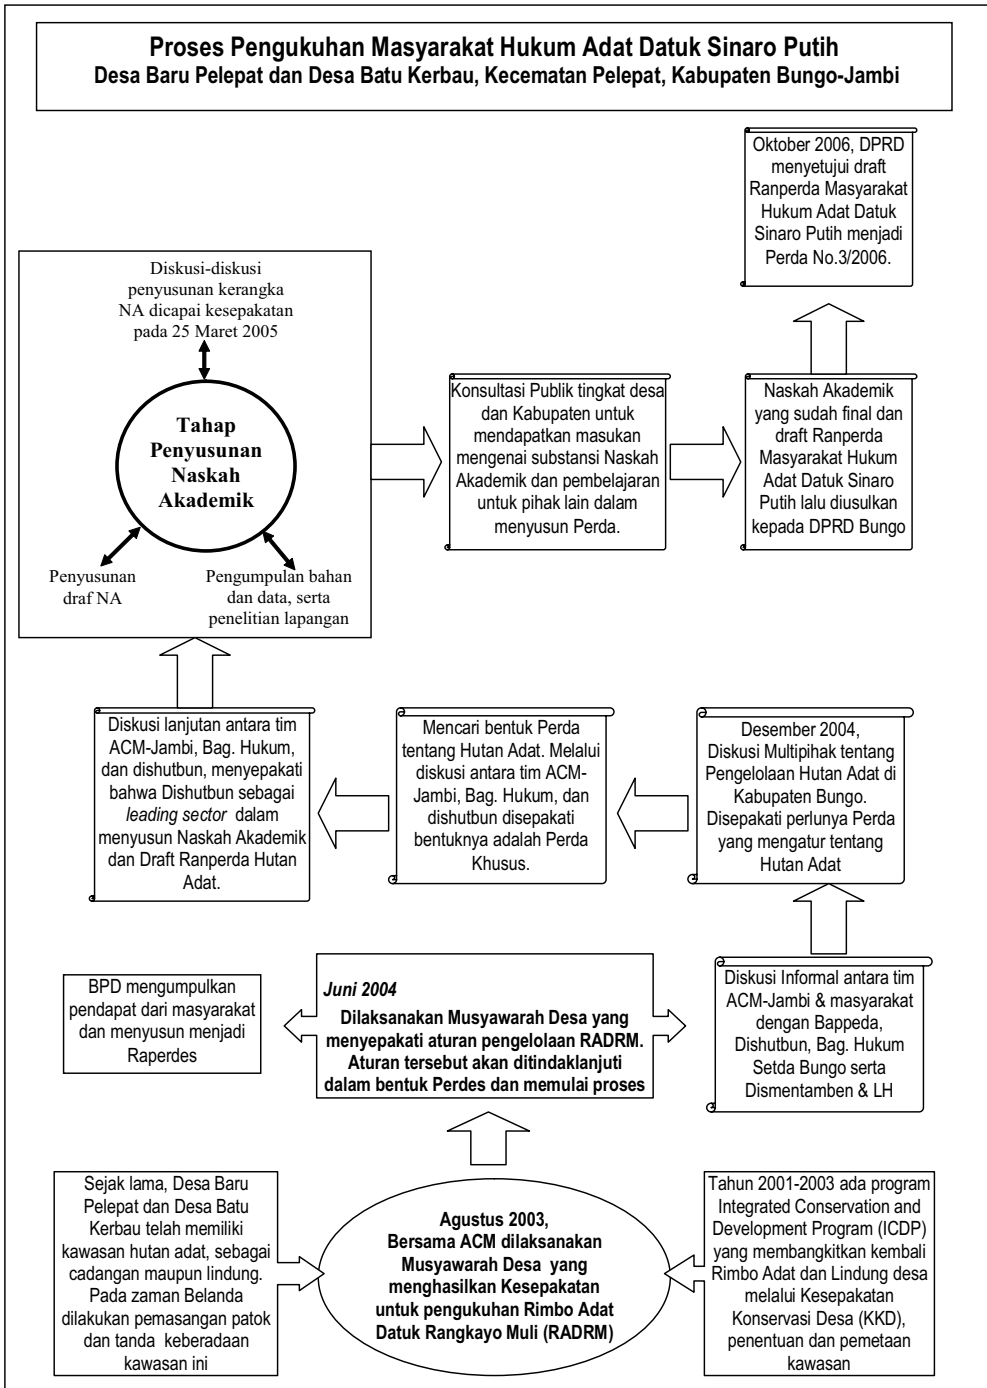 Proses Pengukuhan Masyarakat Hukum Adat Datuk Sinaro Putih
Desa Baru Pelepat dan Desa Batu Kerbau, Kecematan Pelepat, Kabupaten Bungo-Jambi
Oktober 2006, DPRD
menyetujui draft
Ranperda Masyarakat
Hukum Adat Datuk
Sinaro Putih menjadi
Perda No.3/2006.
Diskusi-diskusi
penyusunan kerangka
NA dicapai kesepakatan
pada 25 Maret 2005
Tahap
Penyusunan
Naskah
Akademik
Penyusunan
draf NA
Pengumpulan bahan
dan data, serta
penelitian lapangan
Konsultasi Publik tingkat desa
dan Kabupaten untuk
mendapatkan masukan
mengenai substansi Naskah
Akademik dan pembelajaran
untuk pihak lain dalam
menyusun Perda.
Naskah Akademik
yang sudah final dan
draft Ranperda
Masyarakat Hukum
Adat Datuk Sinaro
Putih lalu diusulkan
kepada DPRD Bungo
Diskusi lanjutan antara tim
ACM-Jambi, Bag. Hukum,
dan dishutbun, menyepakati
bahwa Dishutbun sebagai
leading sector dalam
menyusun Naskah Akademik
dan Draft Ranperda Hutan
Adat.
Mencari bentuk Perda
tentang Hutan Adat. Melalui
diskusi antara tim ACM-
Jambi, Bag. Hukum, dan
dishutbun disepakati
bentuknya adalah Perda
Khusus.
Desember 2004,
Diskusi Multipihak tentang
Pengelolaan Hutan Adat di
Kabupaten Bungo.
Disepakati perlunya Perda
yang mengatur tentang
Hutan Adat
BPD mengumpulkan
pendapat dari masyarakat
dan menyusun menjadi
Raperdes
Juni 2004
Dilaksanakan Musyawarah Desa yang
menyepakati aturan pengelolaan RADRM.
Aturan tersebut akan ditindaklanjuti
dalam bentuk Perdes dan memulai proses
Diskusi Informal antara tim
ACM-Jambi & masyarakat
dengan Bappeda,
Dishutbun, Bag. Hukum
Setda Bungo serta
Dismentamben & LH
Sejak lama, Desa Baru
Pelepat dan Desa Batu
Kerbau telah memiliki
kawasan hutan adat, sebagai
cadangan maupun lindung.
Pada zaman Belanda
dilakukan pemasangan patok
dan tanda keberadaan
kawasan ini
Agustus 2003,
Bersama ACM dilaksanakan
Musyawarah Desa yang
menghasilkan Kesepakatan
untuk pengukuhan Rimbo Adat
Datuk Rangkayo Muli (RADRM)
Tahun 2001-2003 ada program
Integrated Conservation and
Development Program (ICDP)
yang membangkitkan kembali
Rimbo Adat dan Lindung desa
melalui Kesepakatan
Konservasi Desa (KKD),
penentuan dan pemetaan
kawasan